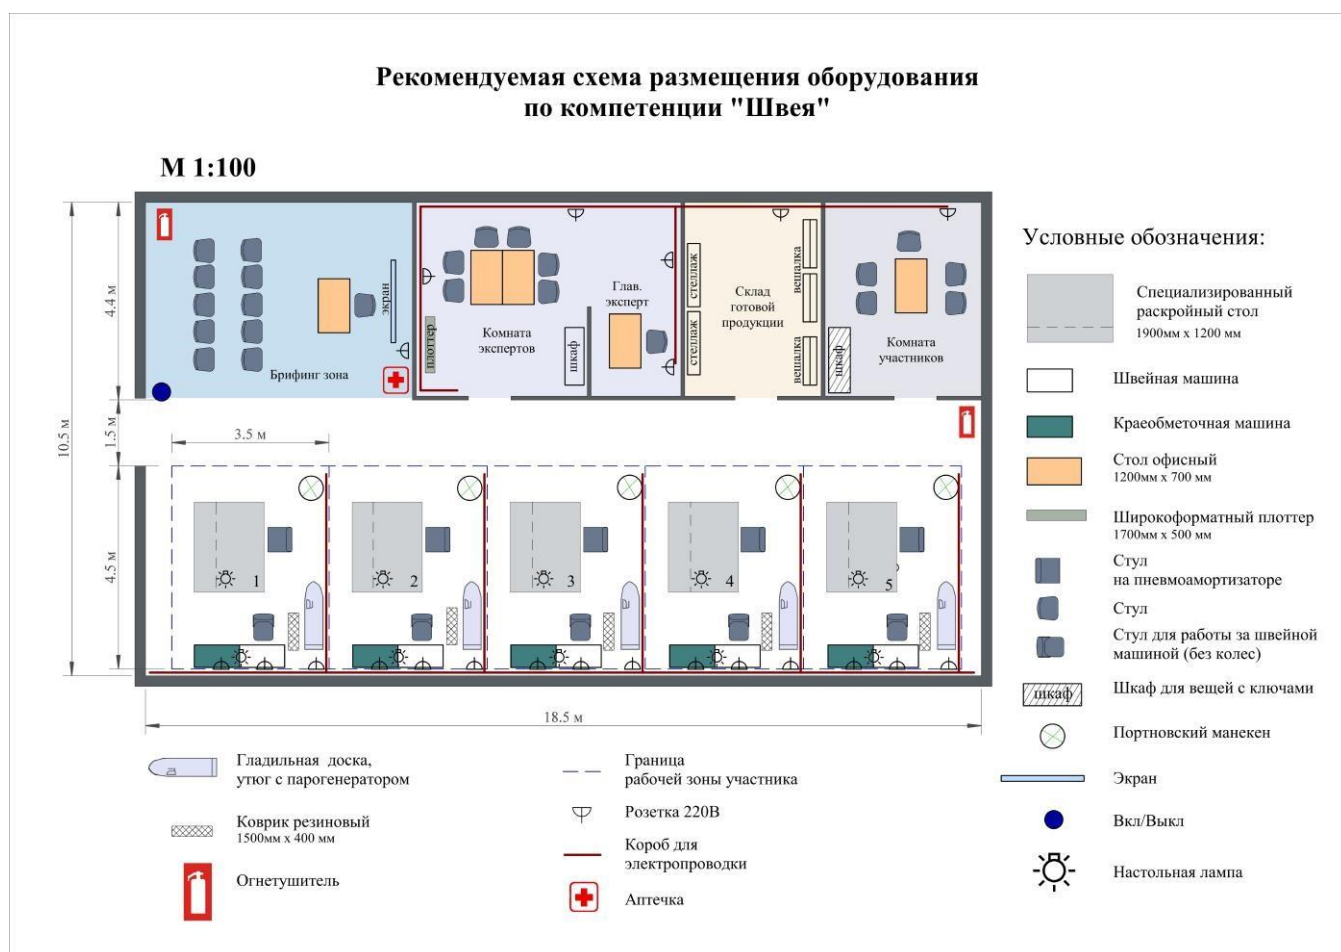 Рекомендуемая схема размещения оборудования
по компетенции "Швея"
М 1:100
10.5 м
4.4 м
1.5 м
4.5 м
3.5 м
18.5 м
Брифинг зона
экран
плоттер
Комната
экспертов
шкаф
Глав.
эксперт
стеллаж
стеллаж
Склад
готовой
продукции
вешалка
вешалка
шкаф
Комната
участников
1
2
3
4
5
Условные обозначения:
Специализированный
раскройный стол
1900мм х 1200 мм
Швейная машина
Краеобметочная машина
Стол офисный
1200мм х 700 мм
Широкоформатный плоттер
1700мм х 500 мм
Стул
на пневмоамортизаторе
Стул
Стул для работы за швейной
машиной (без колес)
шкаф
Шкаф для вещей с ключами
Портновский манекен
Экран
Вкл/Выкл
Настольная лампа
Гладильная доска,
утюг с парогенератором
Коврик резиновый
1500мм х 400 мм
Огнетушитель
Граница
рабочей зоны участника
Розетка 220В
Короб для
электропроводки
Аптечка